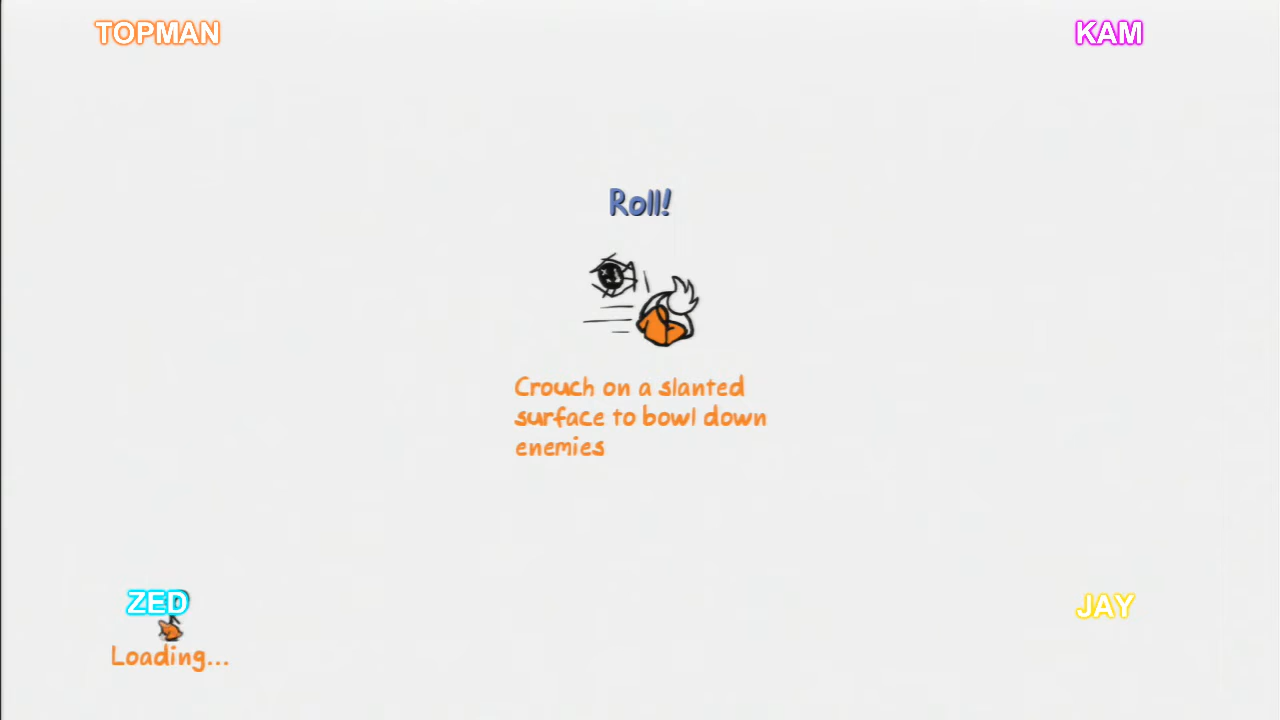 TOPMAN
KAM
Roll!
Crouch on a slanted
surface to bowl down
enemies
ZED
JAY
Loading...